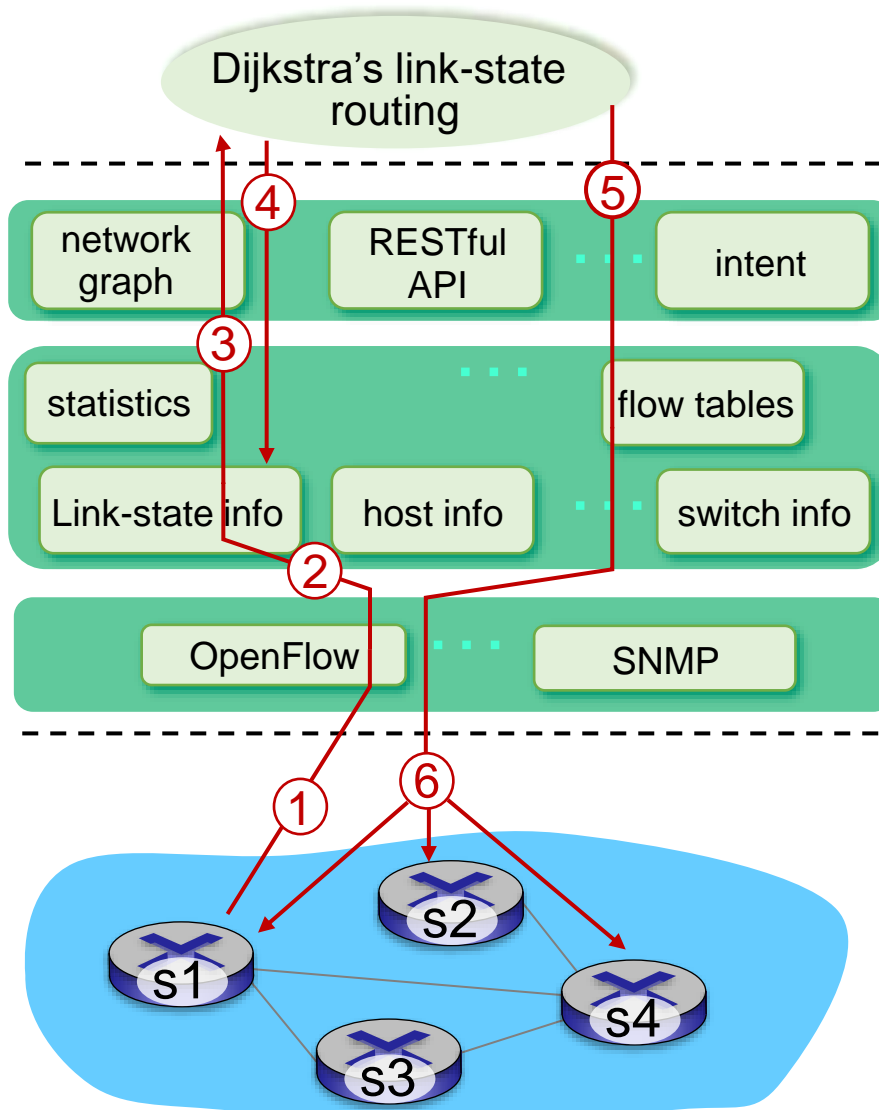 Dijkstra's link-state
routing
4
5
network
graph
RESTful
API
intent
3
statistics
flow tables
Link-state info
host info
switch info
2
OpenFlow
SNMP
1
6
s2
s1
s4
s3